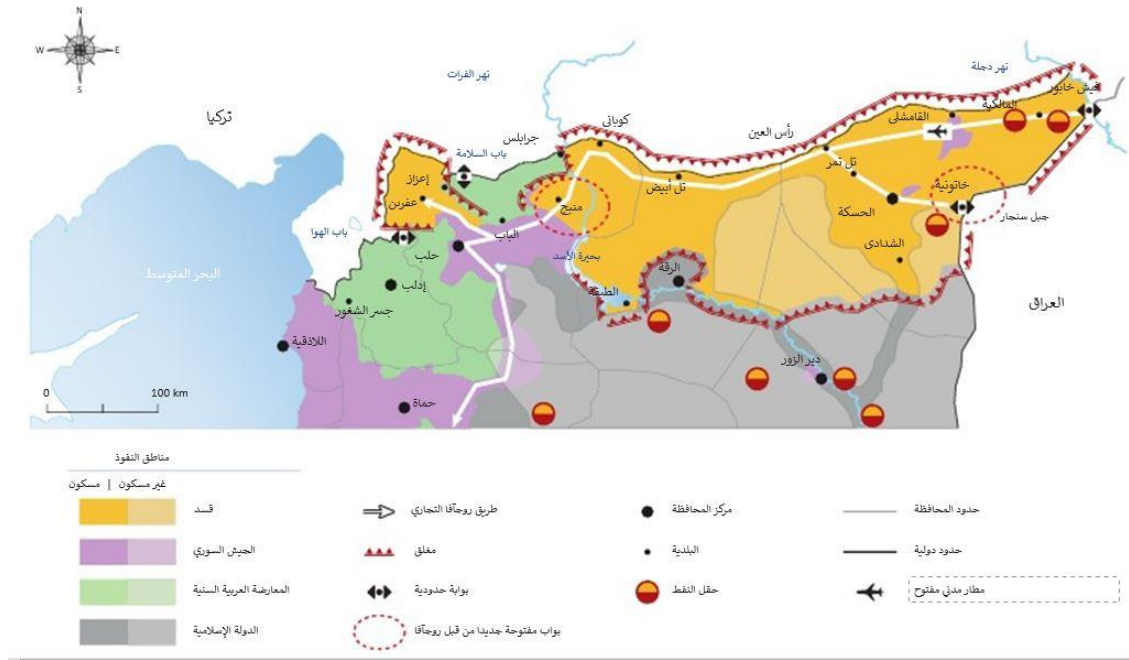 N
W E
S
نهر الفرات
نهر دجلة
تركيا
فيش خابور
المالكية
القامشلي
كوباني
رأس العين
جرابلس
باب السلامة
إعزاز
عفرين
تل تمر
تل أبيض
خاتونية
منبج
الحسكة
جبل سنجار
الباب
باب الهوا
حلب
بحيرة الأسد
الشدادى
الرقة
البحر المتوسط
إدلب
الطبقة
العراق
جسر الشغور
اللاذقية
دير الزور
0 100 km
حماة
مناطق النفوذ
غير مسكون | مسكون
قسد
طريق روجآفا التجاري
مركز المحافظة
حدود المحافظة
الجيش السوري
مغلق
البلدية
حدود دولية
المعارضة العربية السنية
بوابة حدودية
حقل النفط
مطار مدني مفتوح
الدولة الإسلامية
بواب مفتوحة جديدا من قبل روجآفا